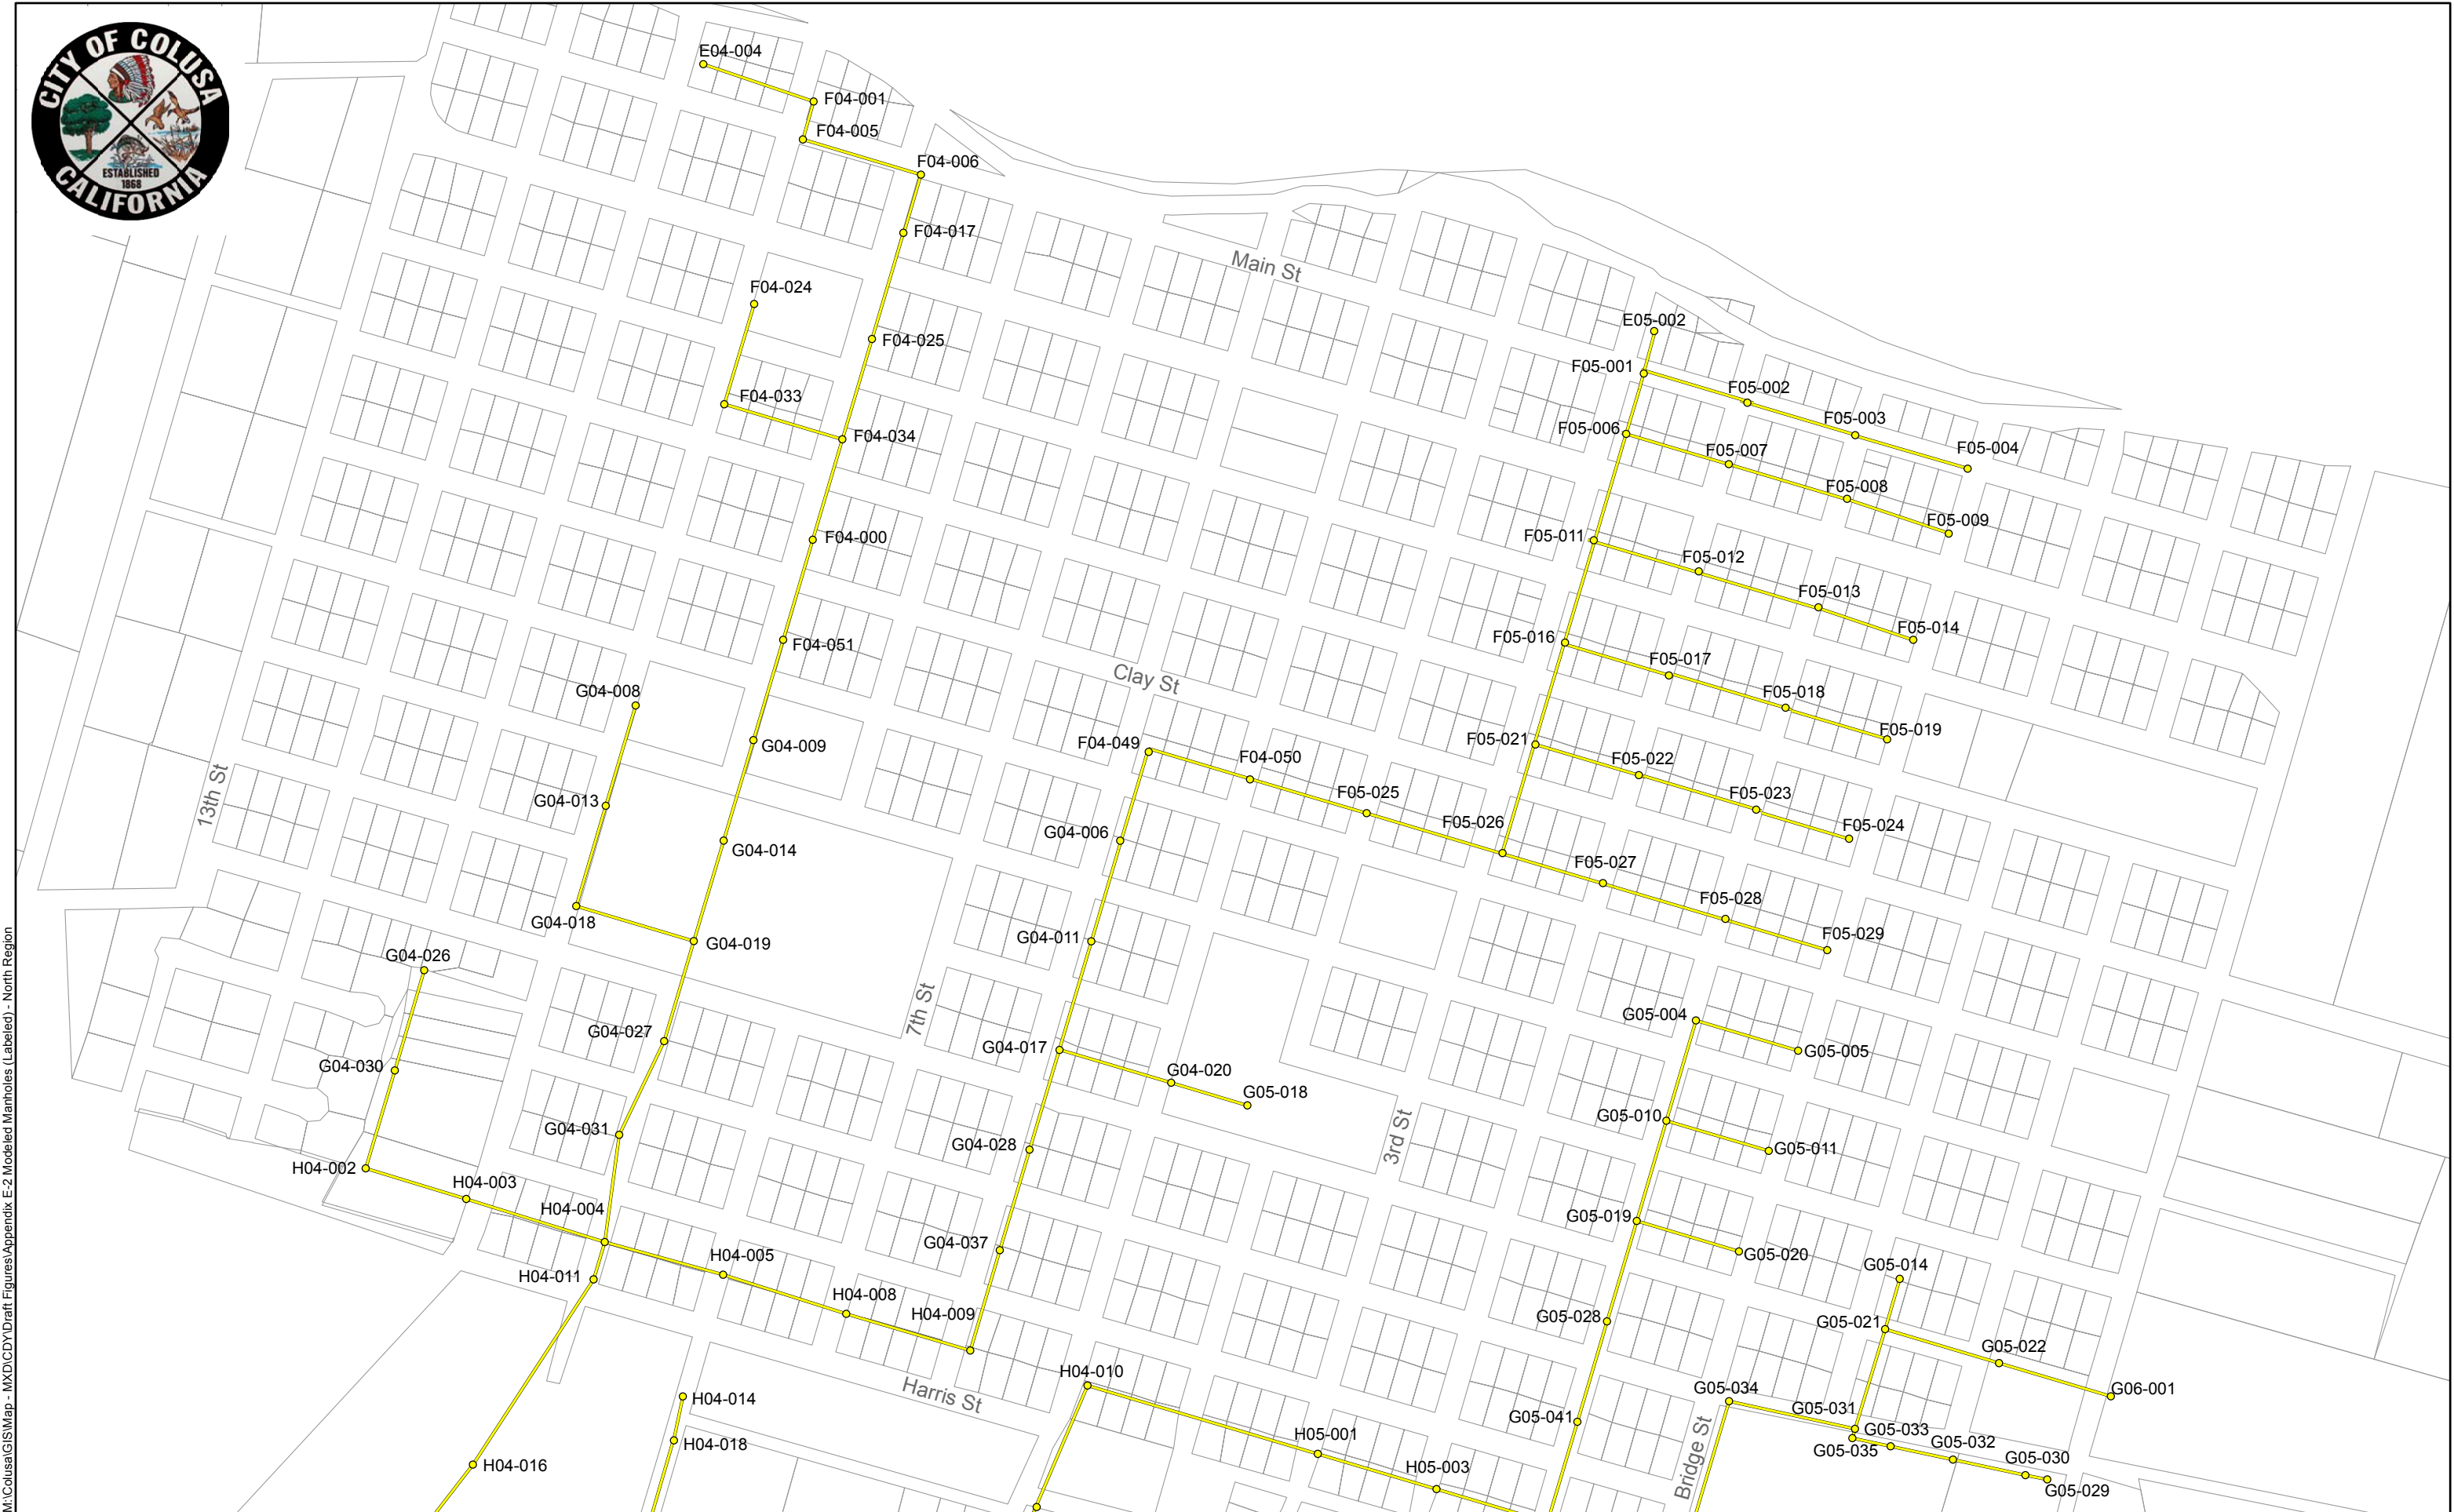 CITY OF COLUSA
ESTABLISHED
1868
CALIFORNIA
E04-004
F04-001
F04-005
F04-006
F04-017
F04-024
F04-025
F04-033
F04-034
F04-000
F04-051
Main St
E05-002
F05-001
F05-002
F05-003
F05-004
F05-006
F05-007
F05-008
F05-009
F05-011
F05-012
F05-013
F05-014
F05-016
F05-017
F05-018
F05-019
F05-021
F05-022
F05-023
F05-024
Clay St
F04-049
F04-050
F05-025
F05-026
F05-027
F05-028
F05-029
G04-008
G04-009
G04-013
G04-014
G04-018
G04-019
13th St
G04-006
G04-011
G04-017
G04-020
G05-018
7th St
G04-026
G04-027
G04-030
G04-031
G04-028
G04-037
3rd St
G05-004
G05-005
G05-010
G05-011
G05-019
G05-020
G05-014
G05-021
G05-022
G06-001
G05-028
G05-041
G05-034
G05-031
G05-033
G05-035
G05-032
G05-030
G05-029
Bridge St
H04-002
H04-003
H04-004
H04-005
H04-008
H04-009
H04-011
H04-010
Harris St
H04-014
H04-018
H04-016
H05-001
H05-003
M:\Colusa\GIS\Map - MXD\CDY\Draft Figures\Appendix E-2 Modeled Manholes (Labeled) - North Region